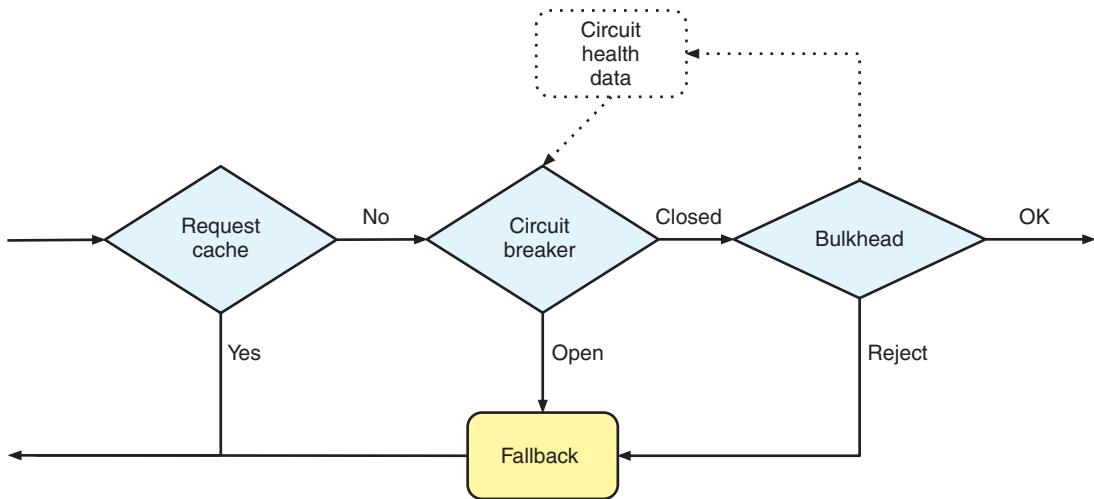 Circuit
health
data
Request
cache
No
Circuit
breaker
Closed
Bulkhead
OK
Yes
Open
Reject
Fallback